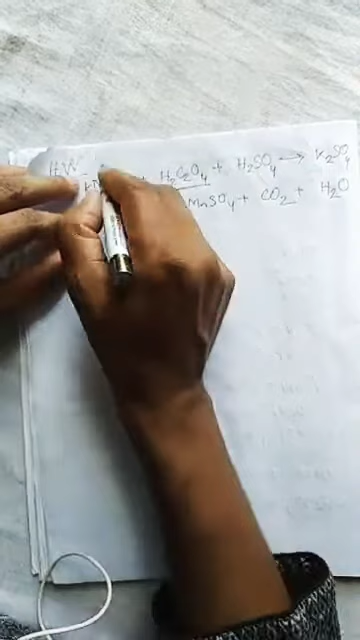 H.W
+ H₂C₂O₄ + H₂SO₄ → K₂SO₄
MnSO₄ + CO₂ + H₂O